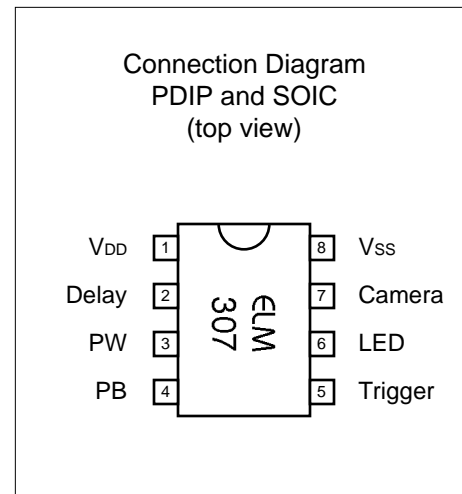 Connection Diagram
PDIP and SOIC
(top view)
VDD 1 8 VSS
Delay 2 7 Camera
PW 3 6 LED
PB 4 5 Trigger
ELM
307